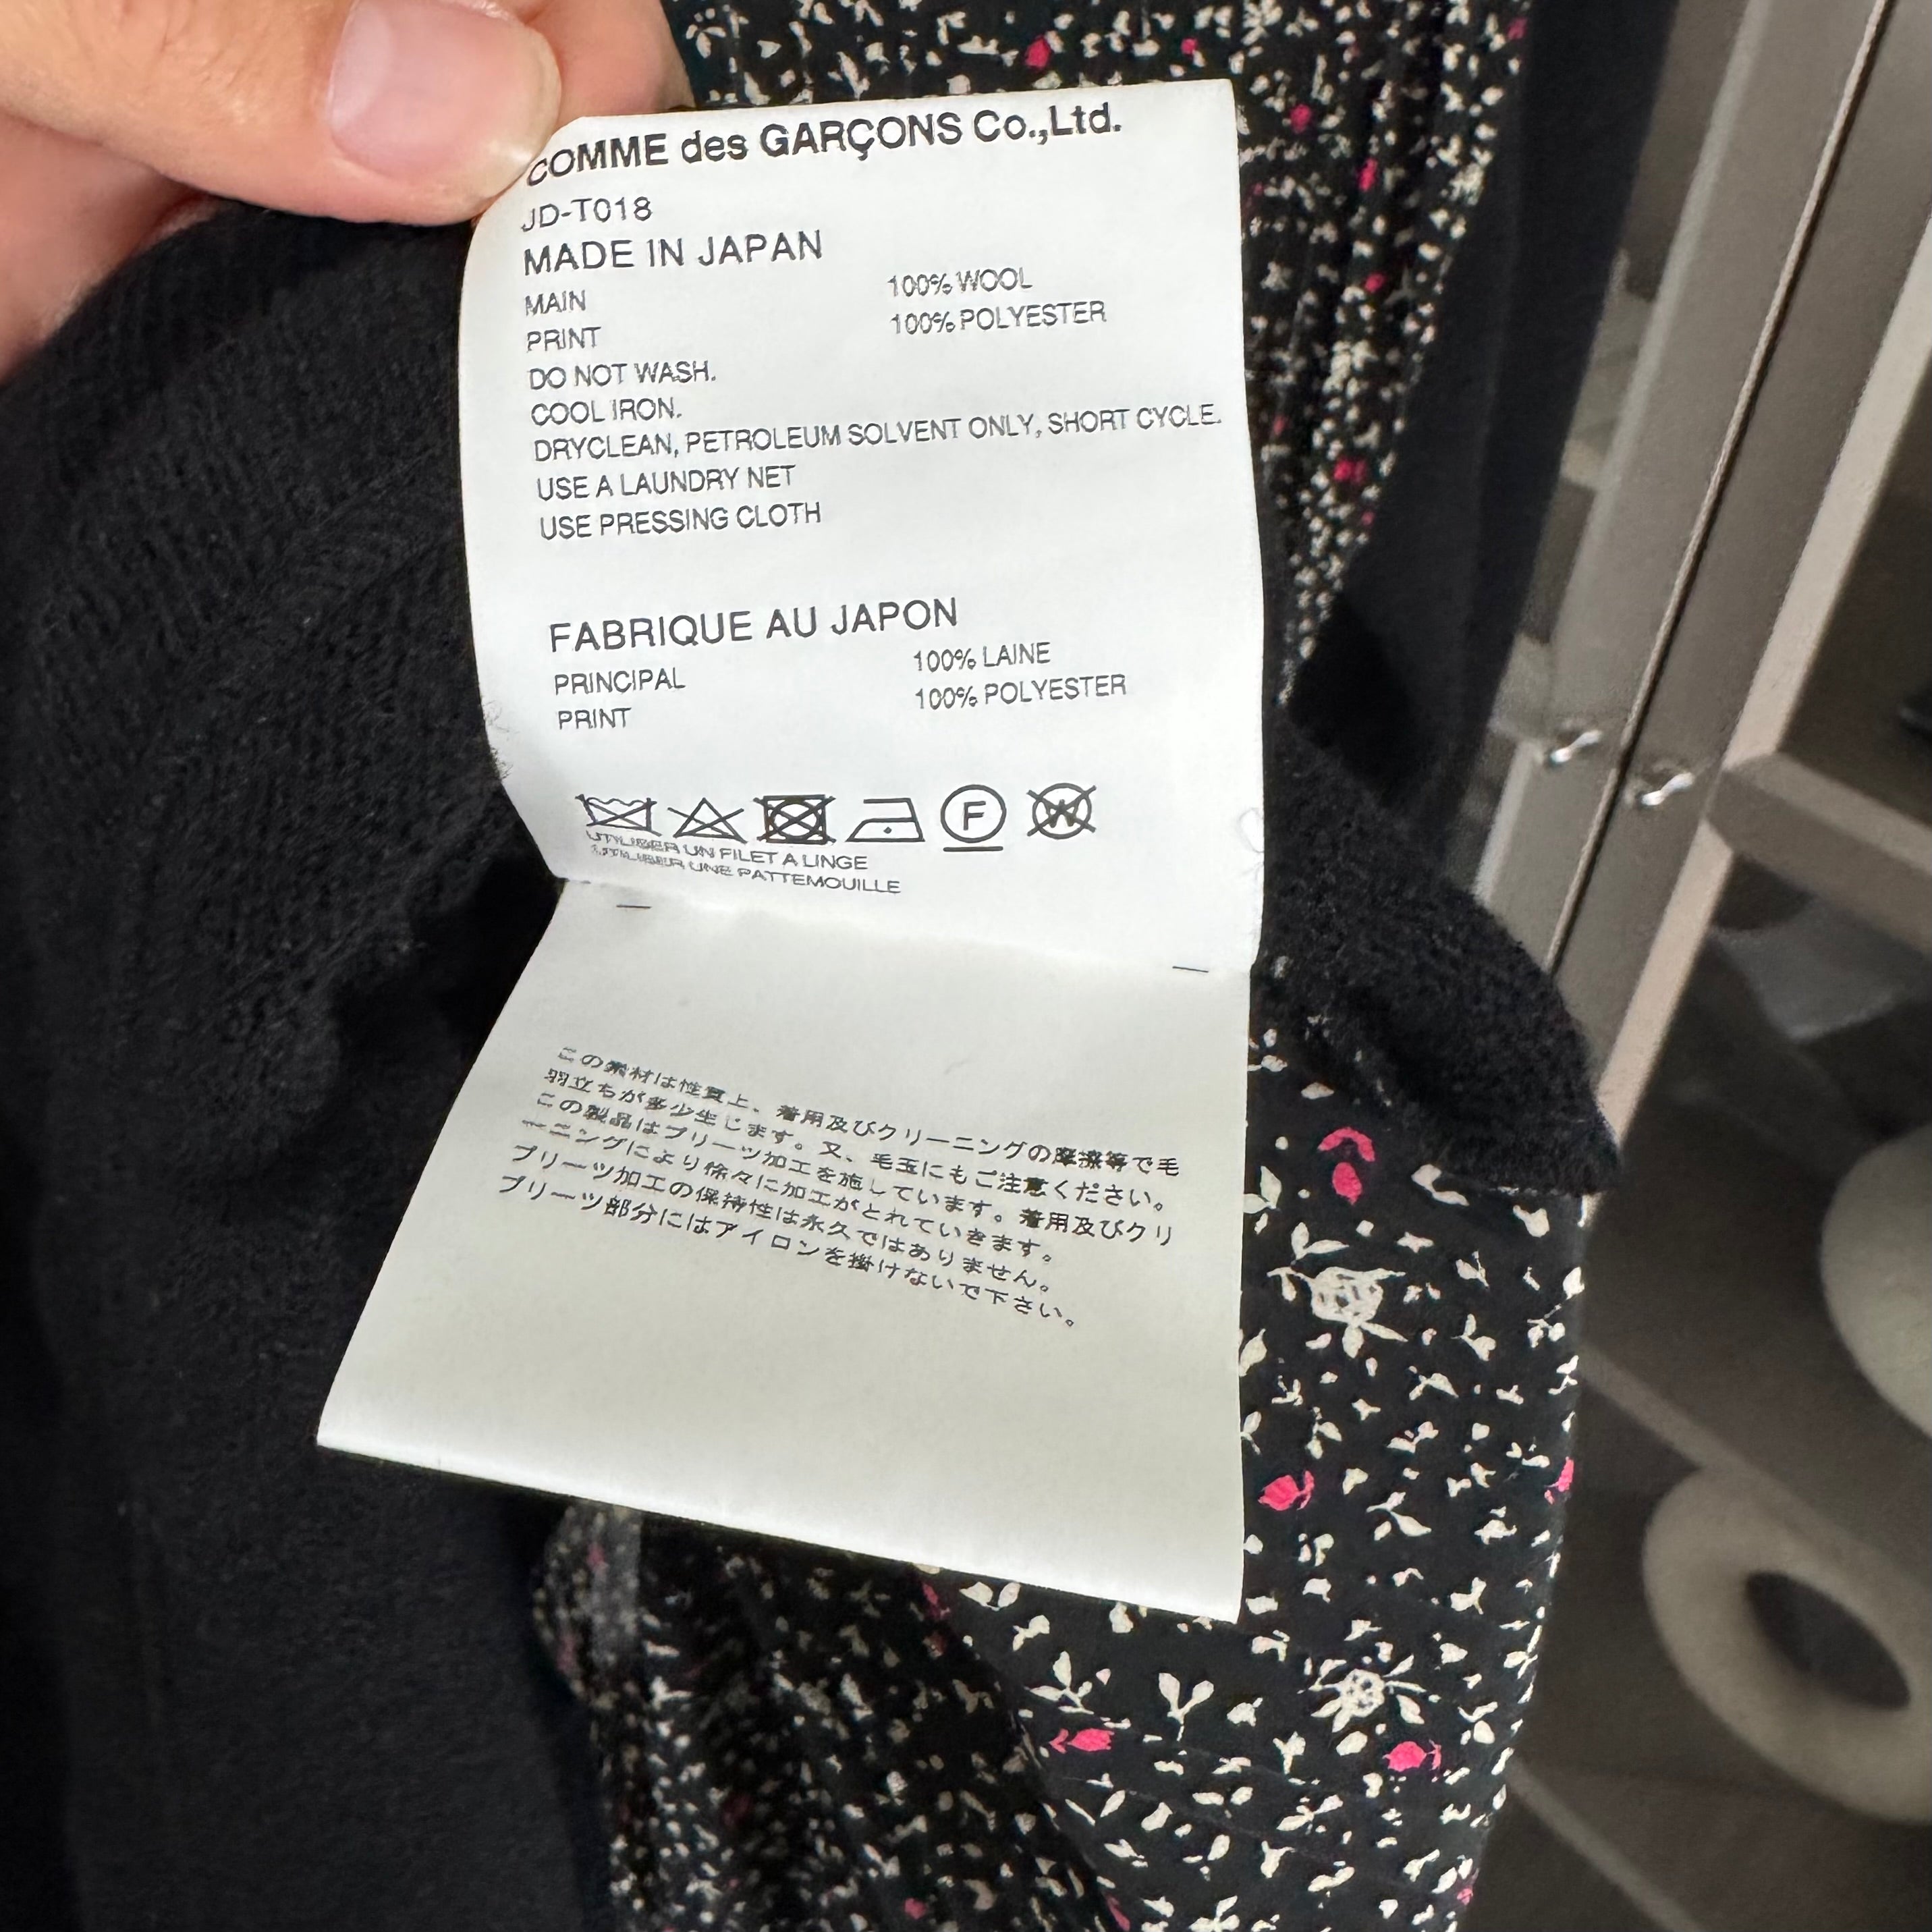 COMME des GARÇONS Co.,Ltd.
JD-T018
MADE IN JAPAN
MAIN 100% WOOL
PRINT 100% POLYESTER
DO NOT WASH.
COOL IRON.
DRYCLEAN, PETROLEUM SOLVENT ONLY, SHORT CYCLE.
USE A LAUNDRY NET
USE PRESSING CLOTH
FABRIQUE AU JAPON
PRINCIPAL 100% LAINE
PRINT 100% POLYESTER
F W
UTILISER UN FILET A LINGE
UTILISER UNE PATTEMOUILLE
この素材は性質上、着用及びクリーニングの摩擦等で毛
羽立ちが多少生じます。又、毛玉にもご注意ください。
この製品はプリーツ加工を施しています。着用及びクリ
ーニングにより徐々に加工がとれていきます。
プリーツ加工の保持性は永久ではありません。
プリーツ部分にはアイロンを掛けないで下さい。